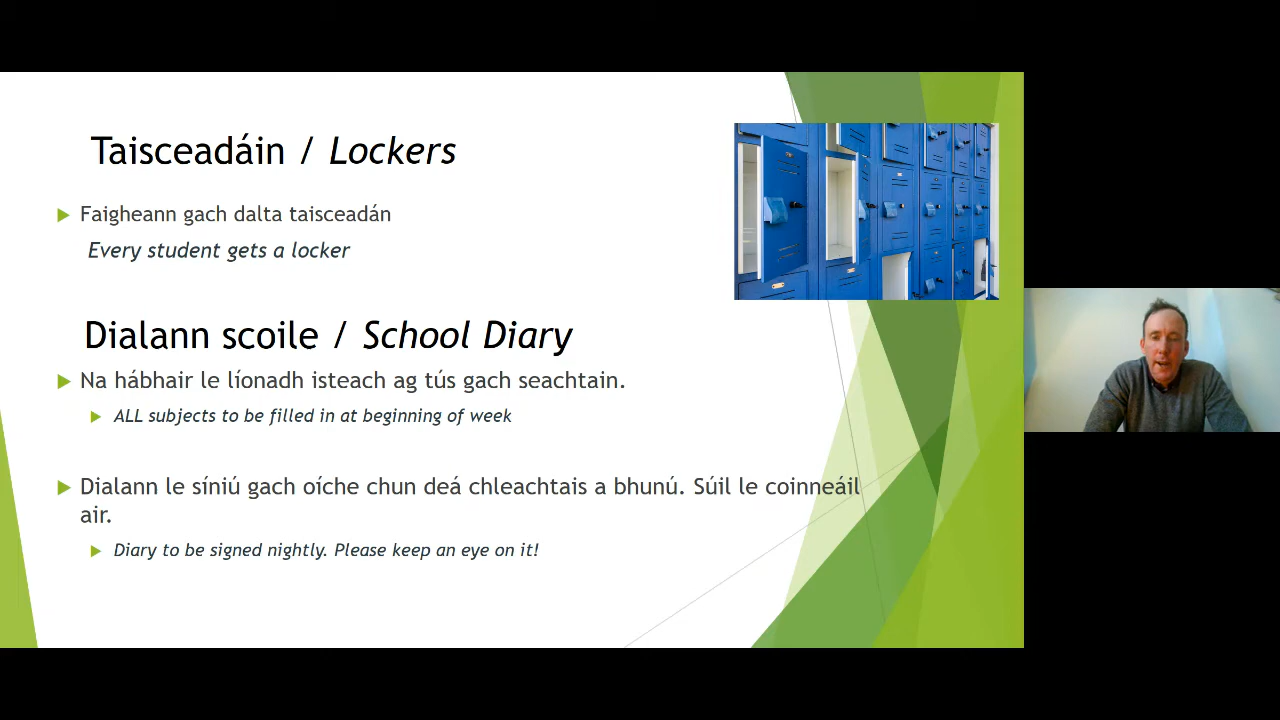 Taisceadáin / Lockers
Faigheann gach dalta taisceadán
Every student gets a locker
Dialann scoile / School Diary
Na hábhair le líonadh isteach ag tús gach seachtain.
ALL subjects to be filled in at beginning of week
Dialann le síniú gach oíche chun deá chleachtais a bhunú. Súil le coinneáil
air.
Diary to be signed nightly. Please keep an eye on it!